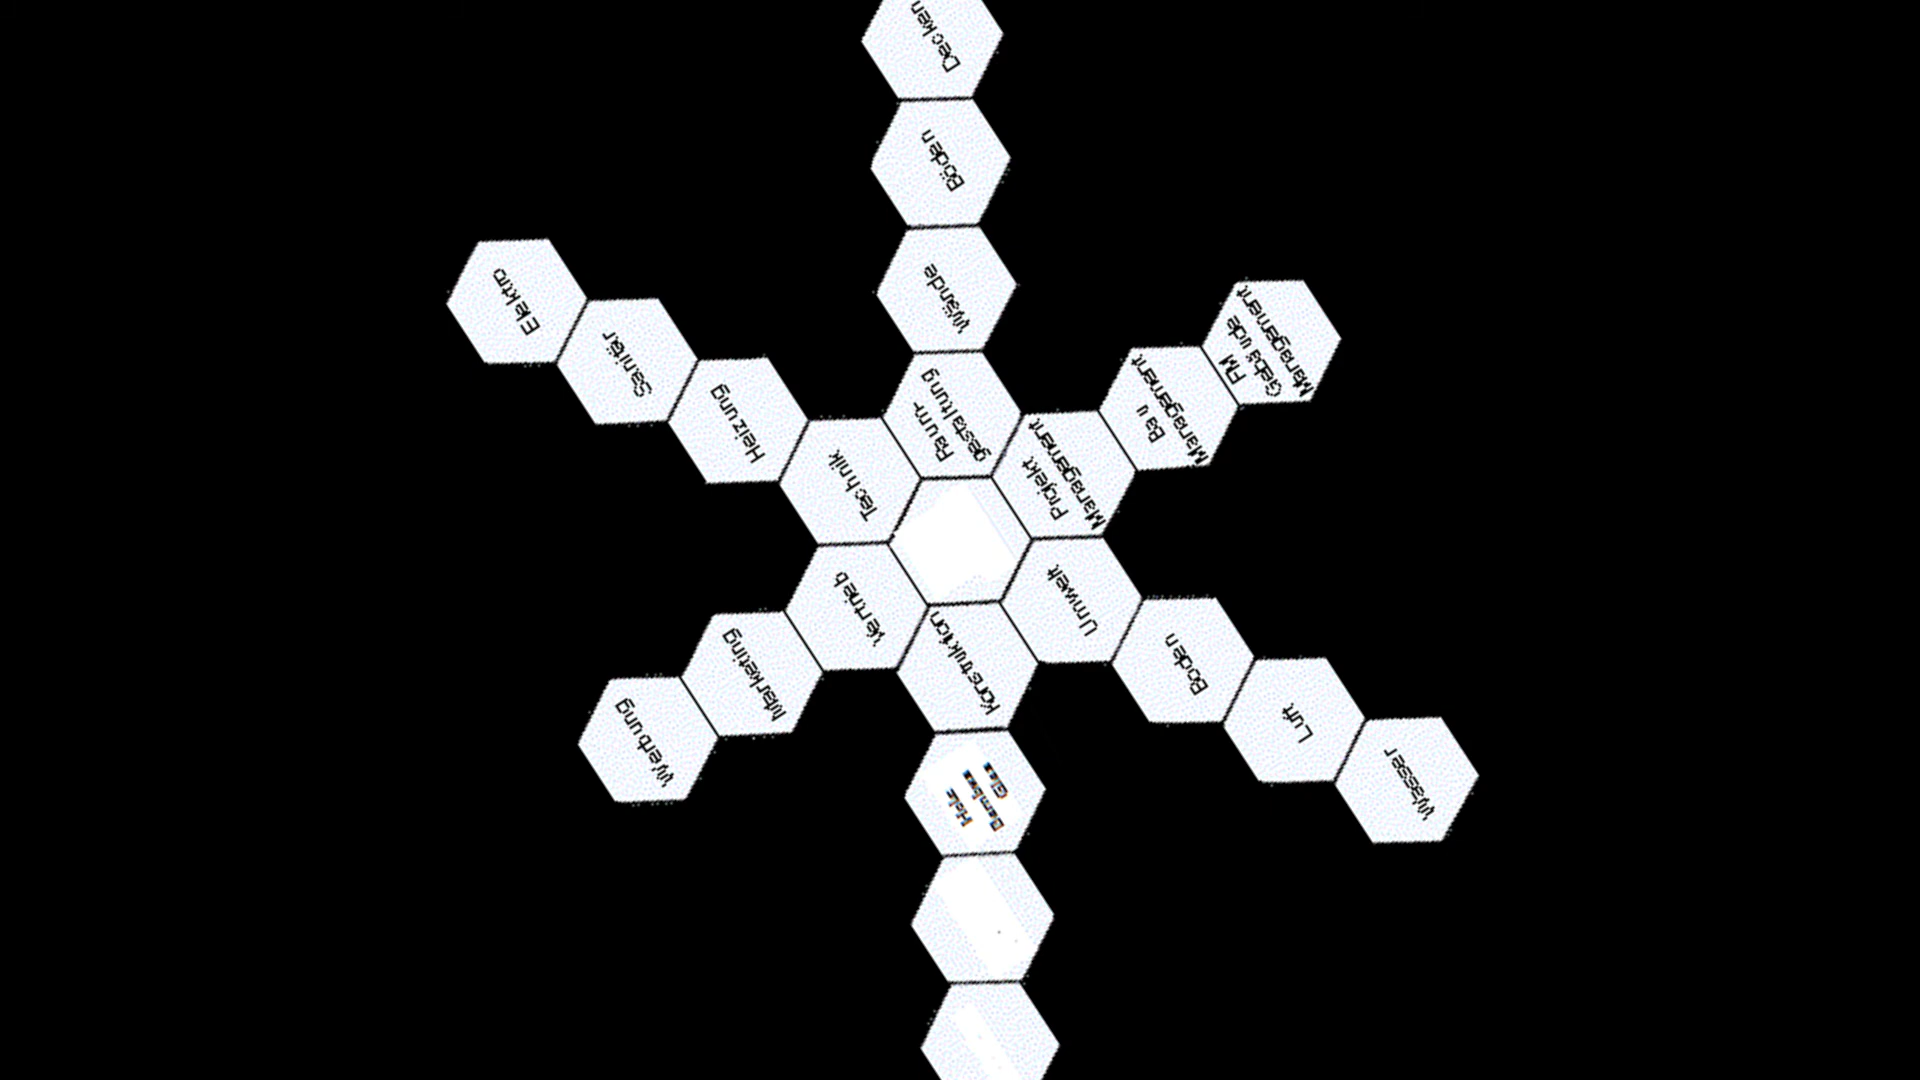 Decken
Böden
Wände
Raum-
gestaltung
Elektro
Sanitär
Heizung
Technik
FM
Gebäude
Management
Bau
Management
Projekt
Management
Vertrieb
Marketing
Werbung
Konstruktion
Holz
Bambus
Glas
Umwelt
Boden
Luft
Wasser